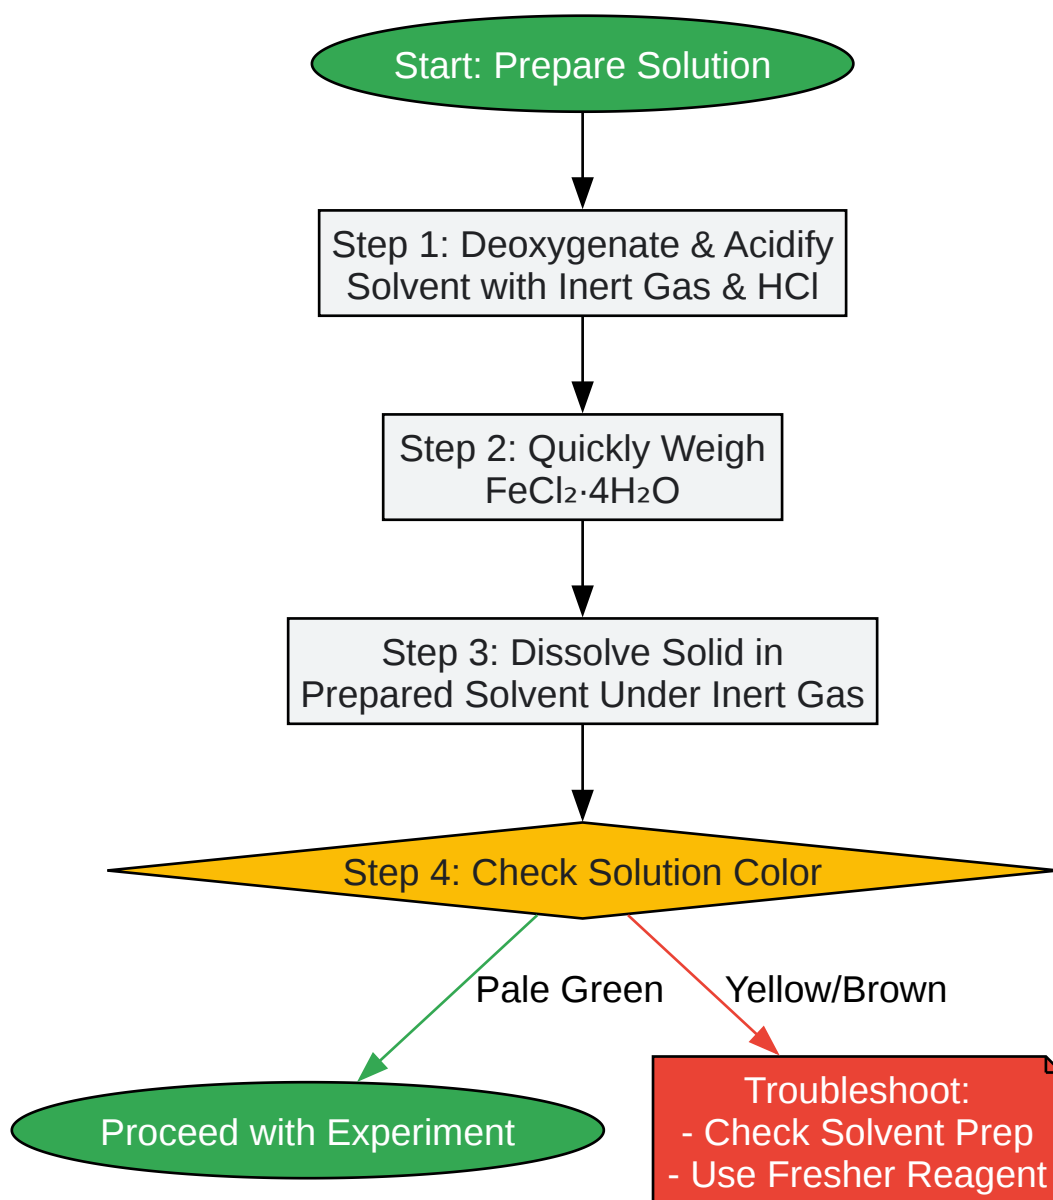 Start: Prepare Solution
Step 1: Deoxygenate & Acidify
Solvent with Inert Gas & HCl
Step 2: Quickly Weigh
FeCl₂·4H₂O
Step 3: Dissolve Solid in
Prepared Solvent Under Inert Gas
Step 4: Check Solution Color
Pale Green
Yellow/Brown
Proceed with Experiment
Troubleshoot:
- Check Solvent Prep
- Use Fresher Reagent